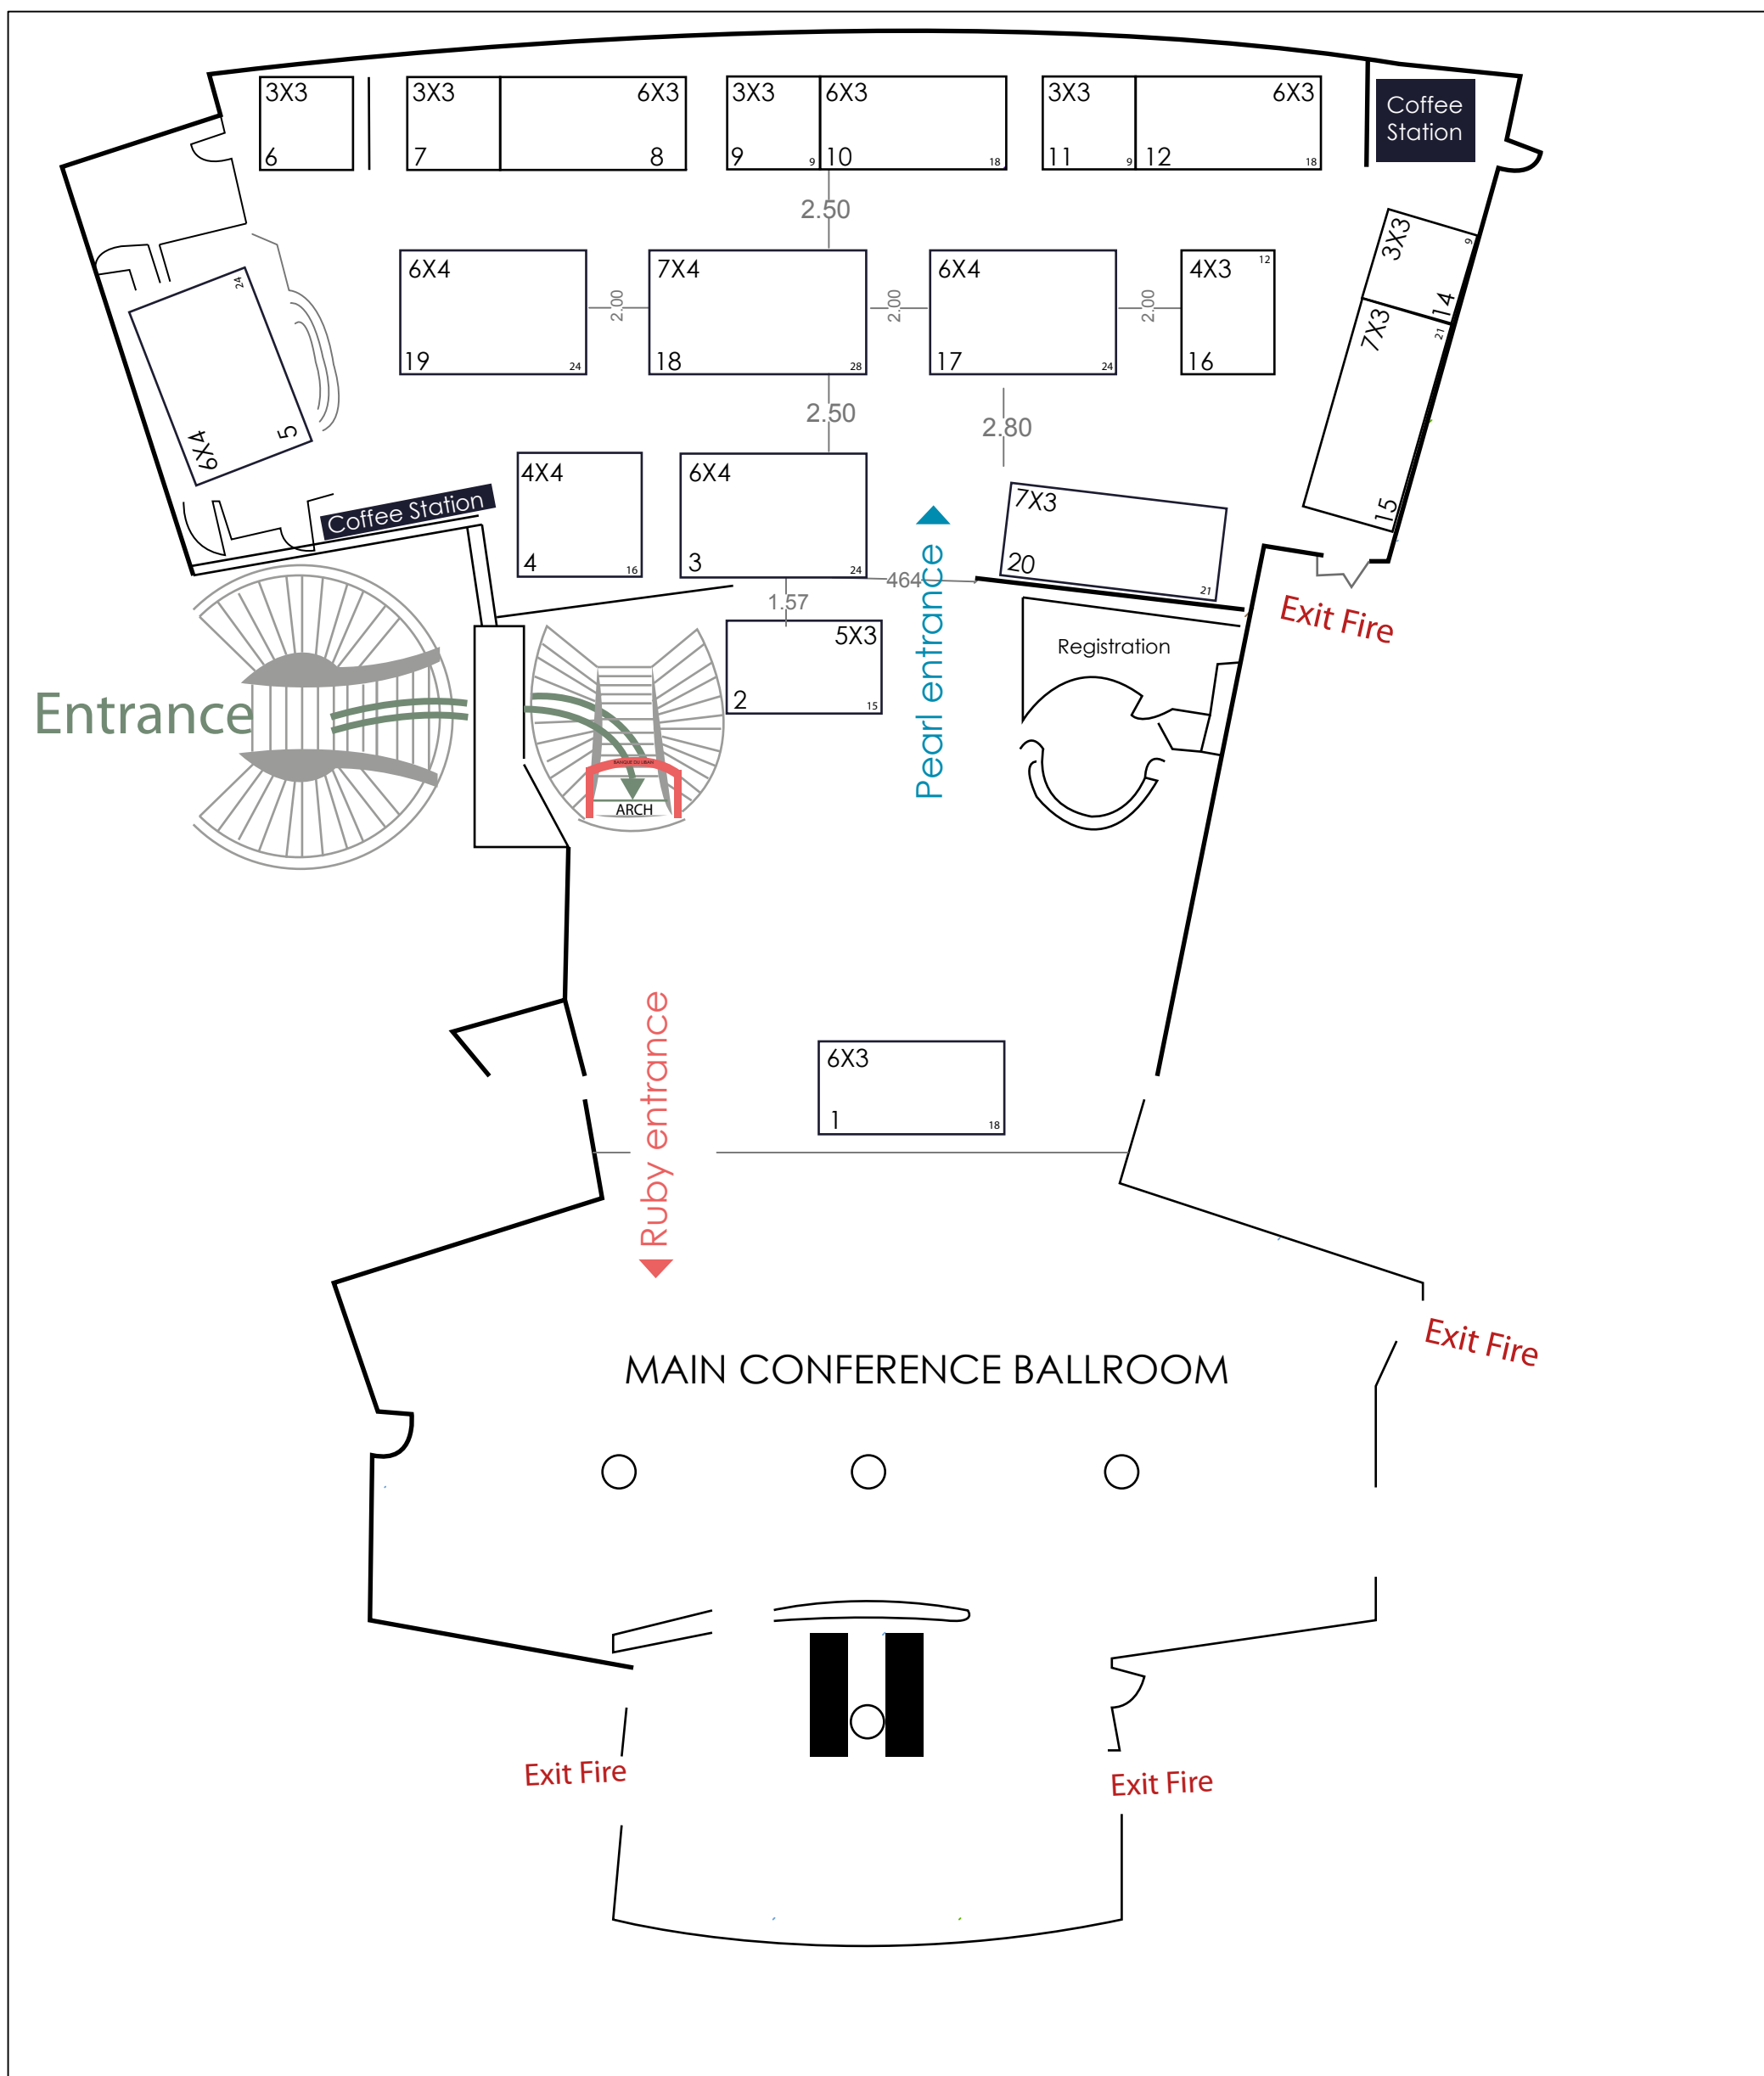 3X3
6
3X3
7
6X3
8
3X3
9
9
6X3
10
18
3X3
11
9
6X3
12
18
Coffee
Station
2.50
3X3
9
14
7X3
21
15
6X4
19
24
2.00
7X4
18
28
2.00
6X4
17
24
2.00
4X3
12
16
24
6X4
5
2.50
2.80
Coffee Station
4X4
4
16
6X4
3
24
7X3
20
21
464
1.57
Pearl entrance
Exit Fire
Registration
5X3
2
15
Entrance
BANQUE DU LIBAN
ARCH
Ruby entrance
6X3
1
18
Exit Fire
MAIN CONFERENCE BALLROOM
Exit Fire
Exit Fire